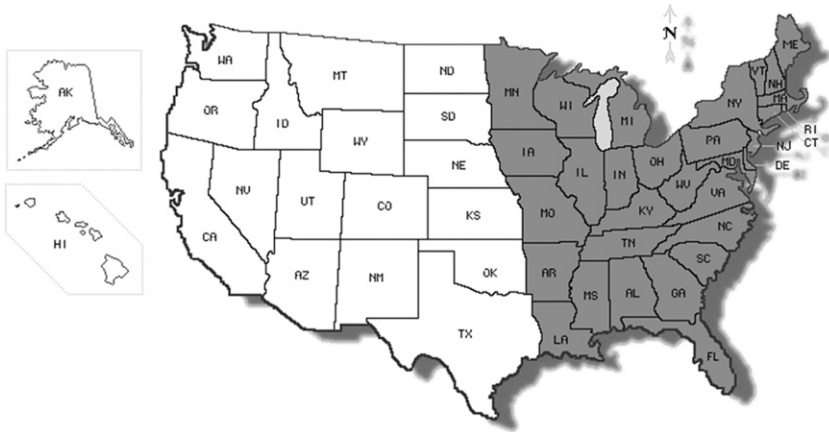 N
WA
MT
ND
MN
ME
VT
NH
AK
OR
ID
SD
WI
MI
NY
MA
WY
RI
CT
IA
PA
NJ
NE
OH
MD
DE
NV
UT
IL
IN
WV
VA
CO
KS
MO
KY
CA
NC
HI
TN
AZ
NM
OK
AR
SC
MS
AL
GA
TX
LA
FL